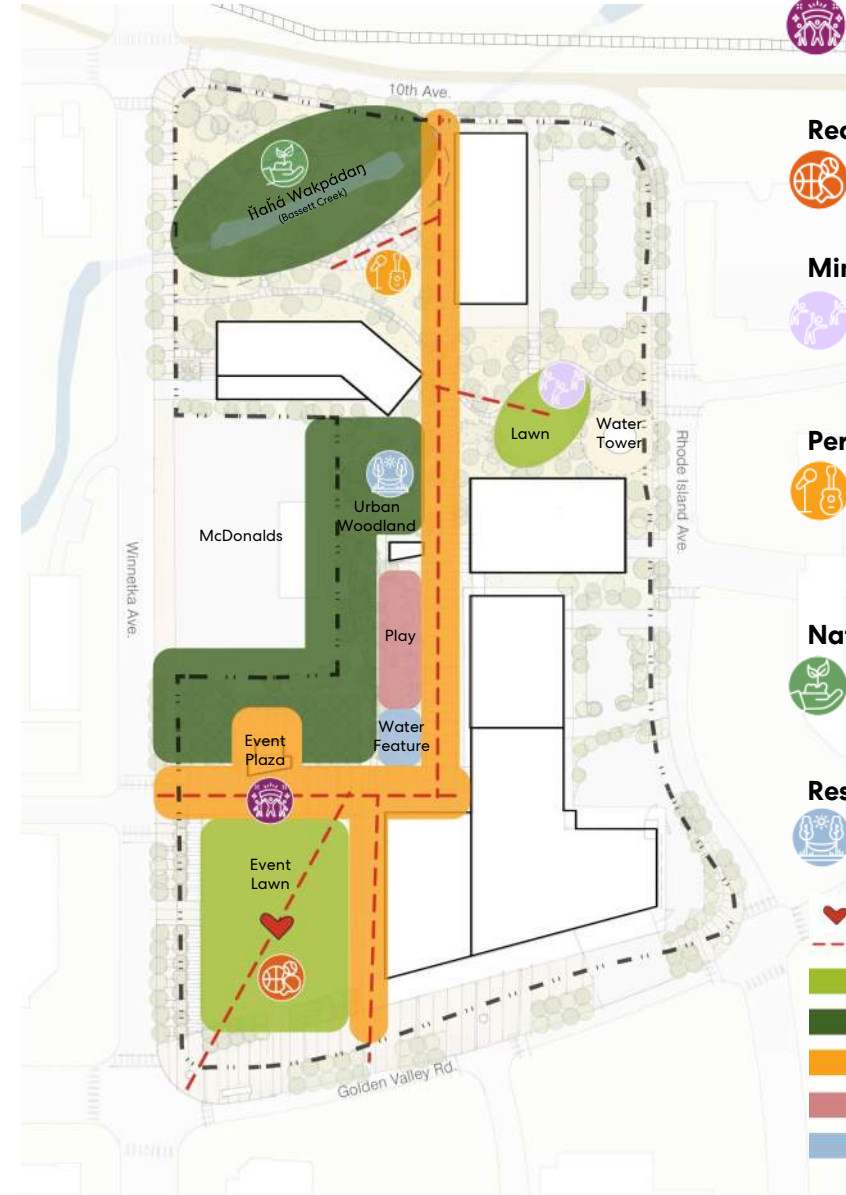 10th Ave.
Ȟaȟá Wakpádaŋ
(Bassett Creek)
Rec
Min
Lawn
Water
Tower
Per
Rhode Island Ave.
Urban
Woodland
McDonalds
Winnetka Ave.
Play
Nat
Event
Plaza
Water
Feature
Res
Event
Lawn
Golden Valley Rd.